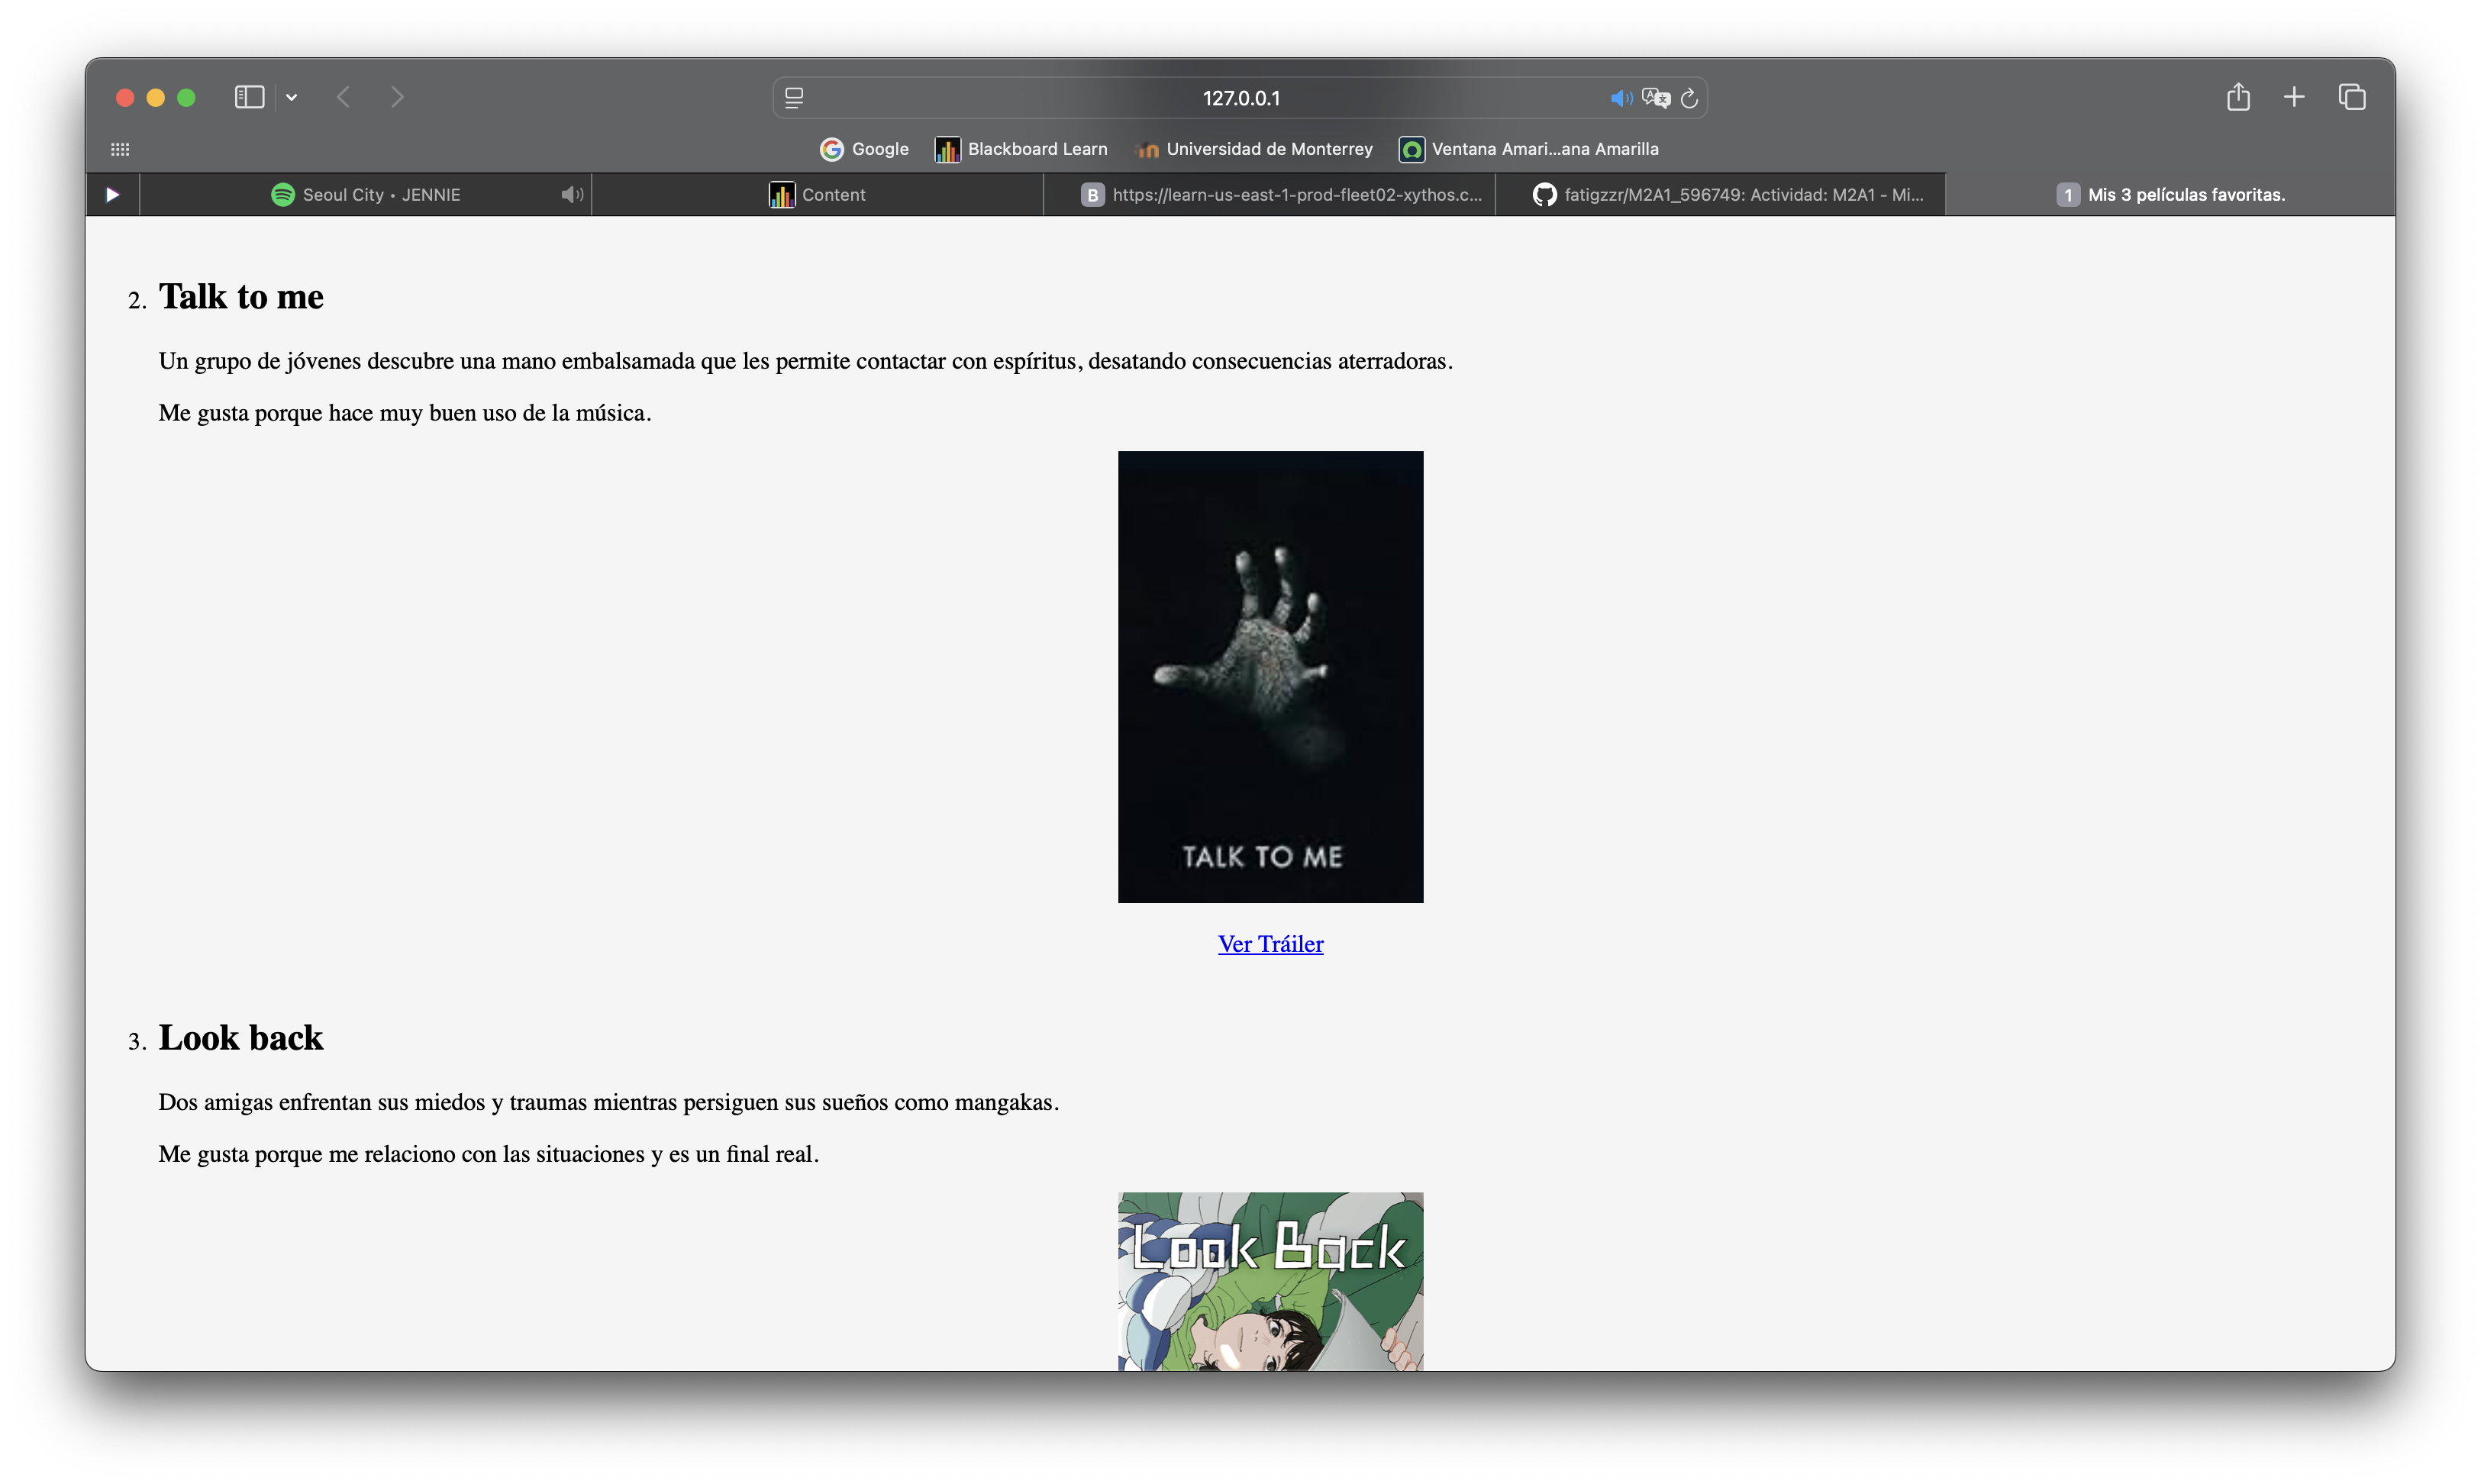 127.0.0.1
Google Blackboard Learn Universidad de Monterrey Ventana Amari...ana Amarilla
Seoul City • JENNIE Content B https://learn-us-east-1-prod-fleet02-xythos.c... fatigzzr/M2A1_596749: Actividad: M2A1 - Mi... 1 Mis 3 películas favoritas.
2. Talk to me
Un grupo de jóvenes descubre una mano embalsamada que les permite contactar con espíritus, desatando consecuencias aterradoras.
Me gusta porque hace muy buen uso de la música.
TALK TO ME
Ver Tráiler
3. Look back
Dos amigas enfrentan sus miedos y traumas mientras persiguen sus sueños como mangakas.
Me gusta porque me relaciono con las situaciones y es un final real.
Look Back